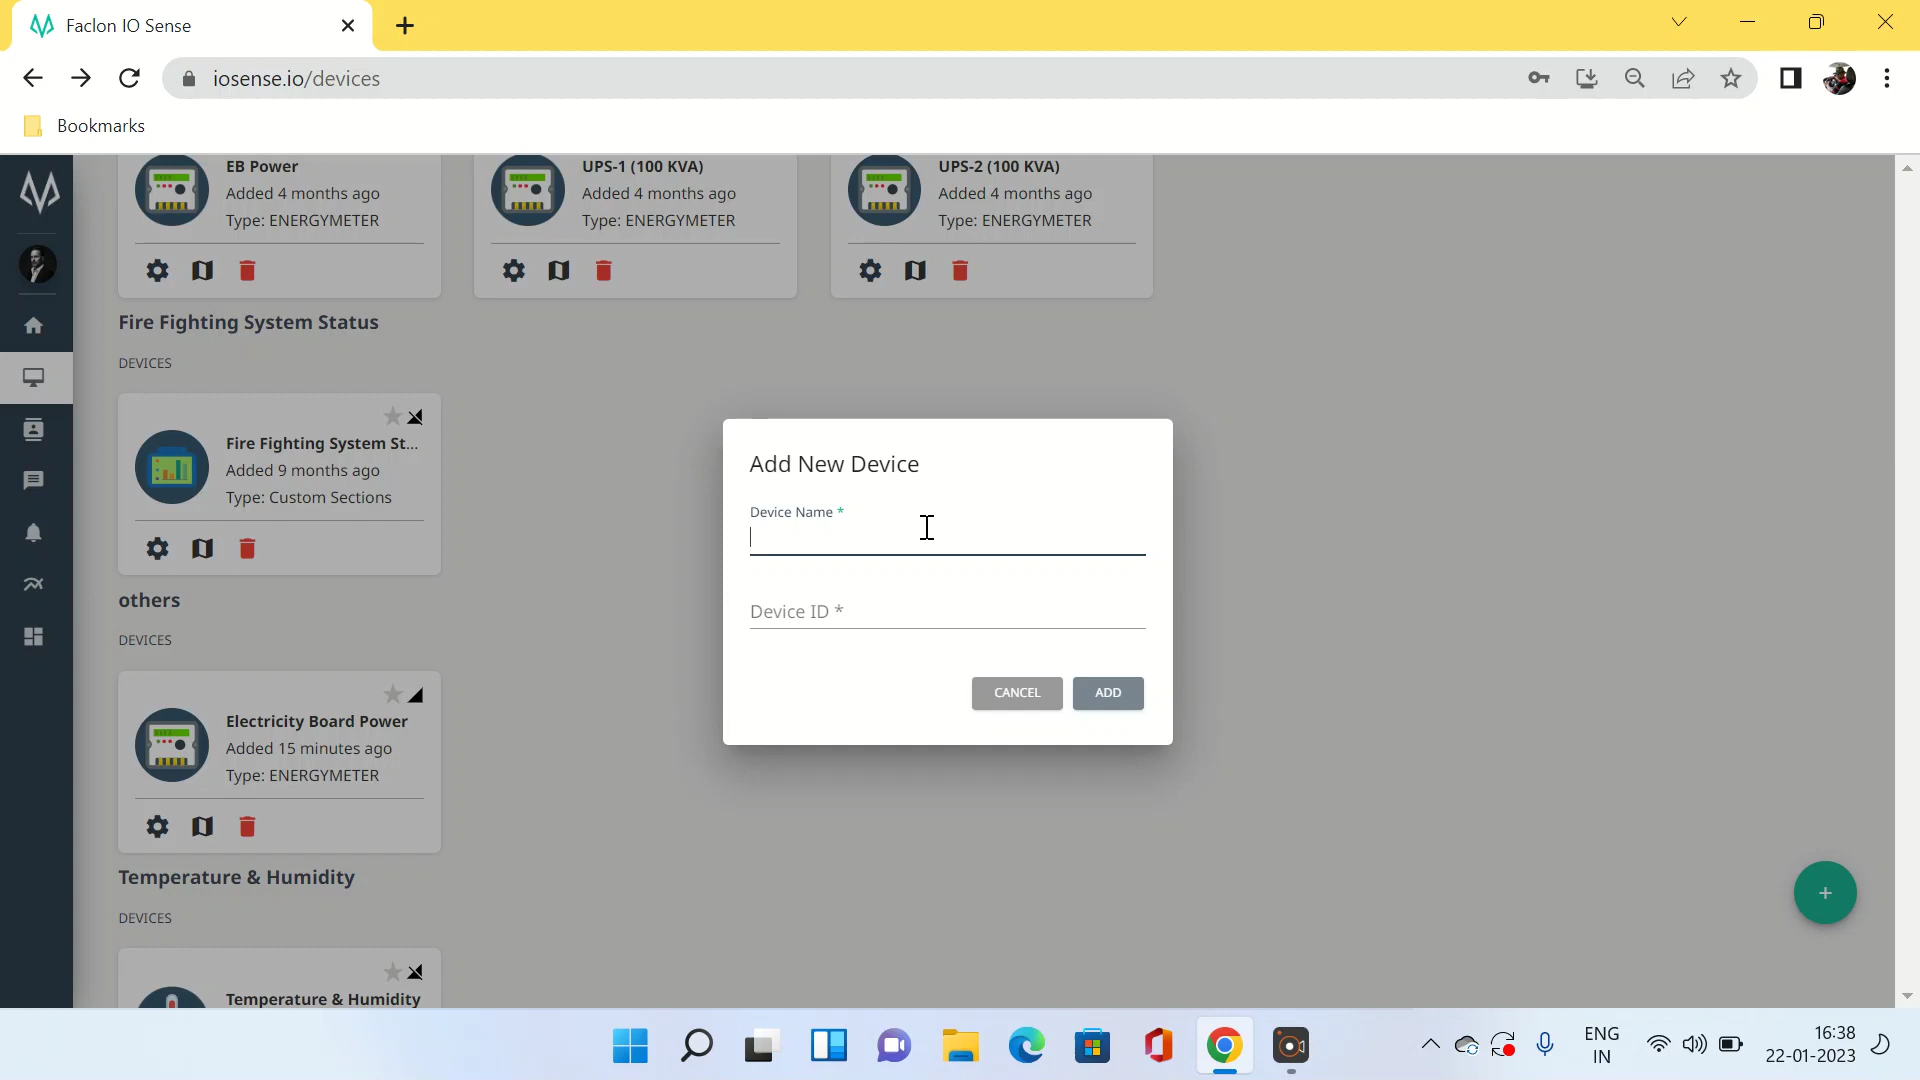 Faclon IO Sense
iosense.io/devices
Bookmarks
EB Power
Added 4 months ago
Type: ENERGYMETER
UPS-1 (100 KVA)
Added 4 months ago
Type: ENERGYMETER
UPS-2 (100 KVA)
Added 4 months ago
Type: ENERGYMETER
Fire Fighting System Status
DEVICES
Fire Fighting System St...
Added 9 months ago
Type: Custom Sections
others
DEVICES
Electricity Board Power
Added 15 minutes ago
Type: ENERGYMETER
Temperature & Humidity
DEVICES
Temperature & Humidity
Add New Device
Device Name *
Device ID *
CANCEL ADD
+
ENG
IN
16:38
22-01-2023